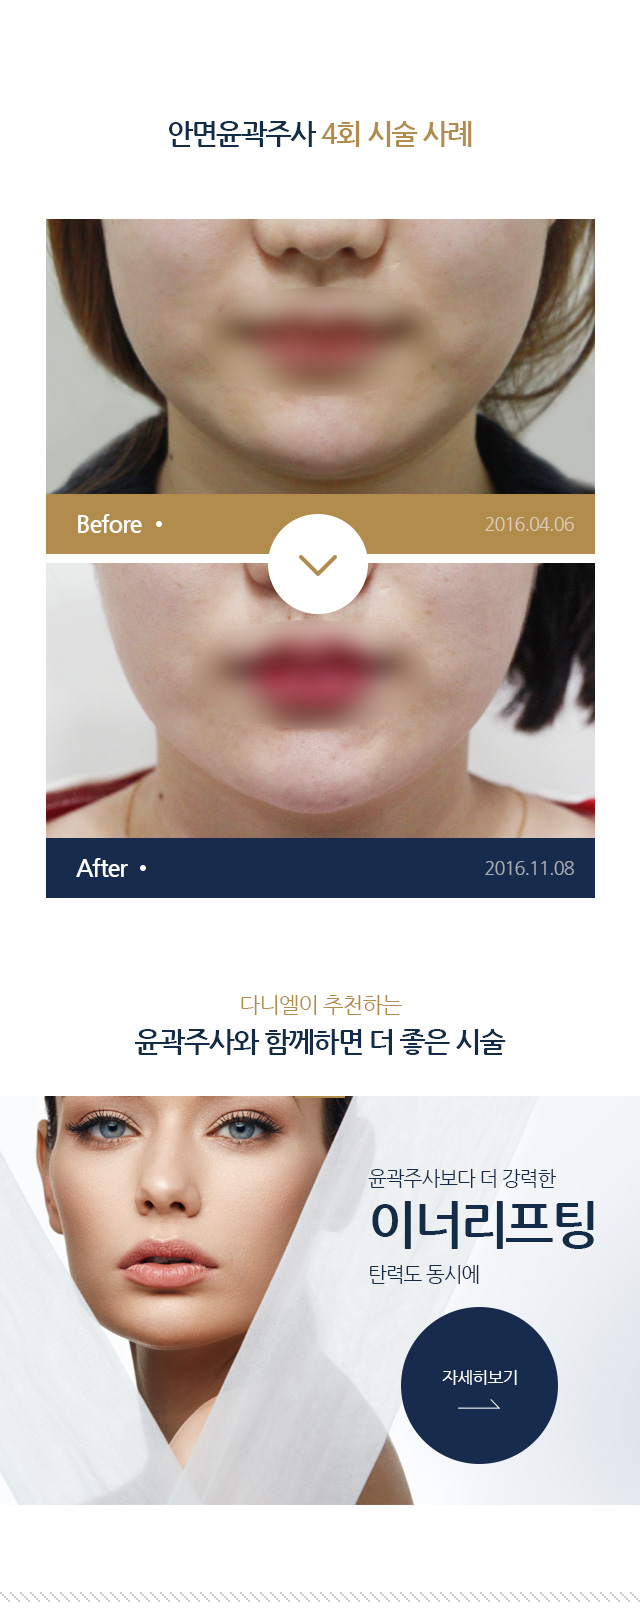 안면윤곽주사 4회 시술 사례
Before •
2016.04.06
After •
2016.11.08
다니엘이 추천하는
윤곽주사와 함께하면 더 좋은 시술
윤곽주사보다 더 강력한
이너리프팅
탄력도 동시에
자세히보기